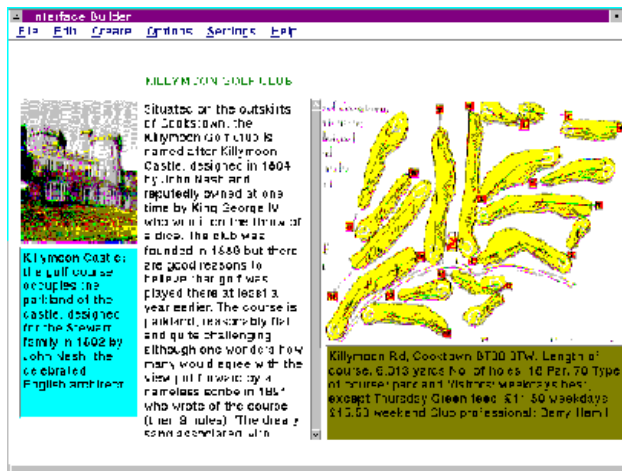 Interface Builder
File Edit Create Options Settings Help
KILLYMOON GOLF CLUB
Situated on the outskirts
of Cookstown, the
Killymoon Golf Club is
named after Killymoon
Castle, designed in 1804
by John Nash and
reputedly owned at one
time by King George IV
who won it on the throw of
a dice. The club was
founded in 1889 but there
are good reasons to
believe that golf was
played there at least a
year earlier. The course is
parkland, reasonably flat
and quite challenging
although one wonders how
many would agree with the
view put forward by a
nameless scribe in
who wrote of the course
(then 9 holes) 'The dreary
sand associated with
Killymoon Castle:
the golf course
occupies the
parkland of the
castle, designed
for the Stewart
family in 1802 by
John Nash, the
celebrated
English architect
Killymoon Rd, Cookstown BT80 8TW. Length of
course: 6,013 yards No. of holes: 18 Par: 70 Type
of course: parkland Visitors: weekdays best,
except Thursday Green fees: £11.50 weekdays
£15.50 weekend Club professional: Barry Hamill